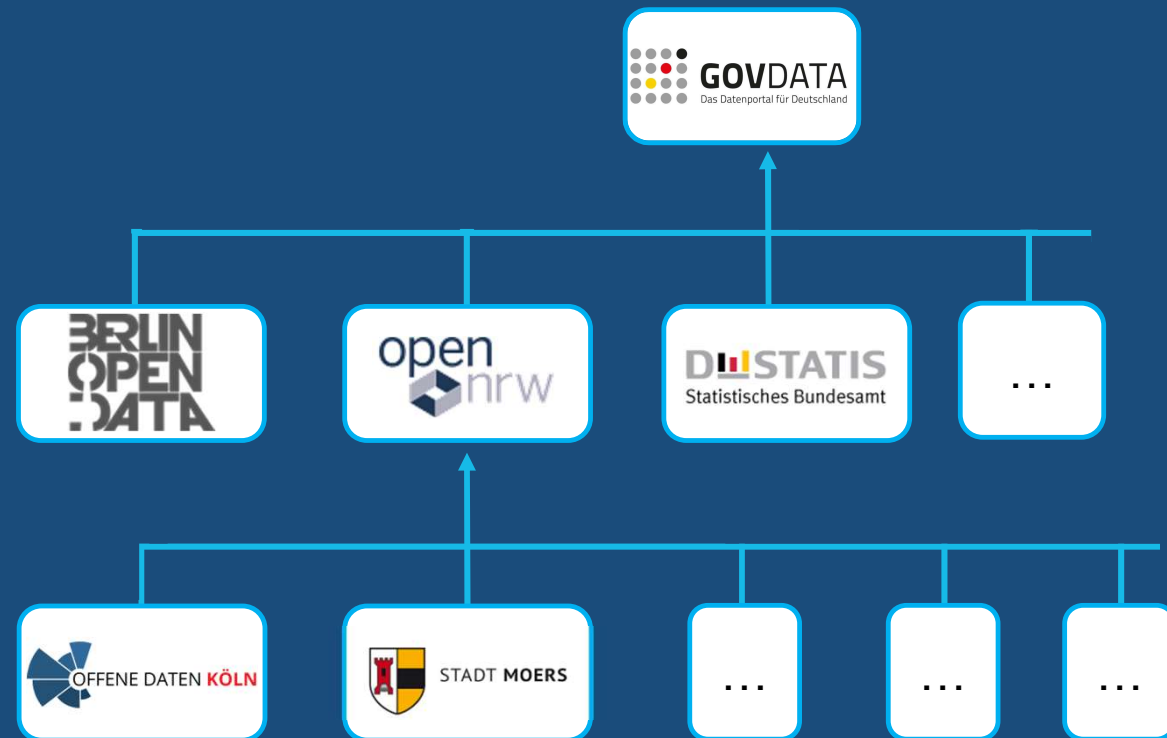 GOVDATA
Das Datenportal für Deutschland
BERLIN
OPEN
DATA
open
nrw
DESTATIS
Statistisches Bundesamt
...
OFFENE DATEN KÖLN
STADT MOERS
...
...
...